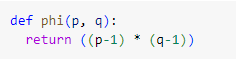 def phi(p, q):
  return ((p-1) * (q-1))